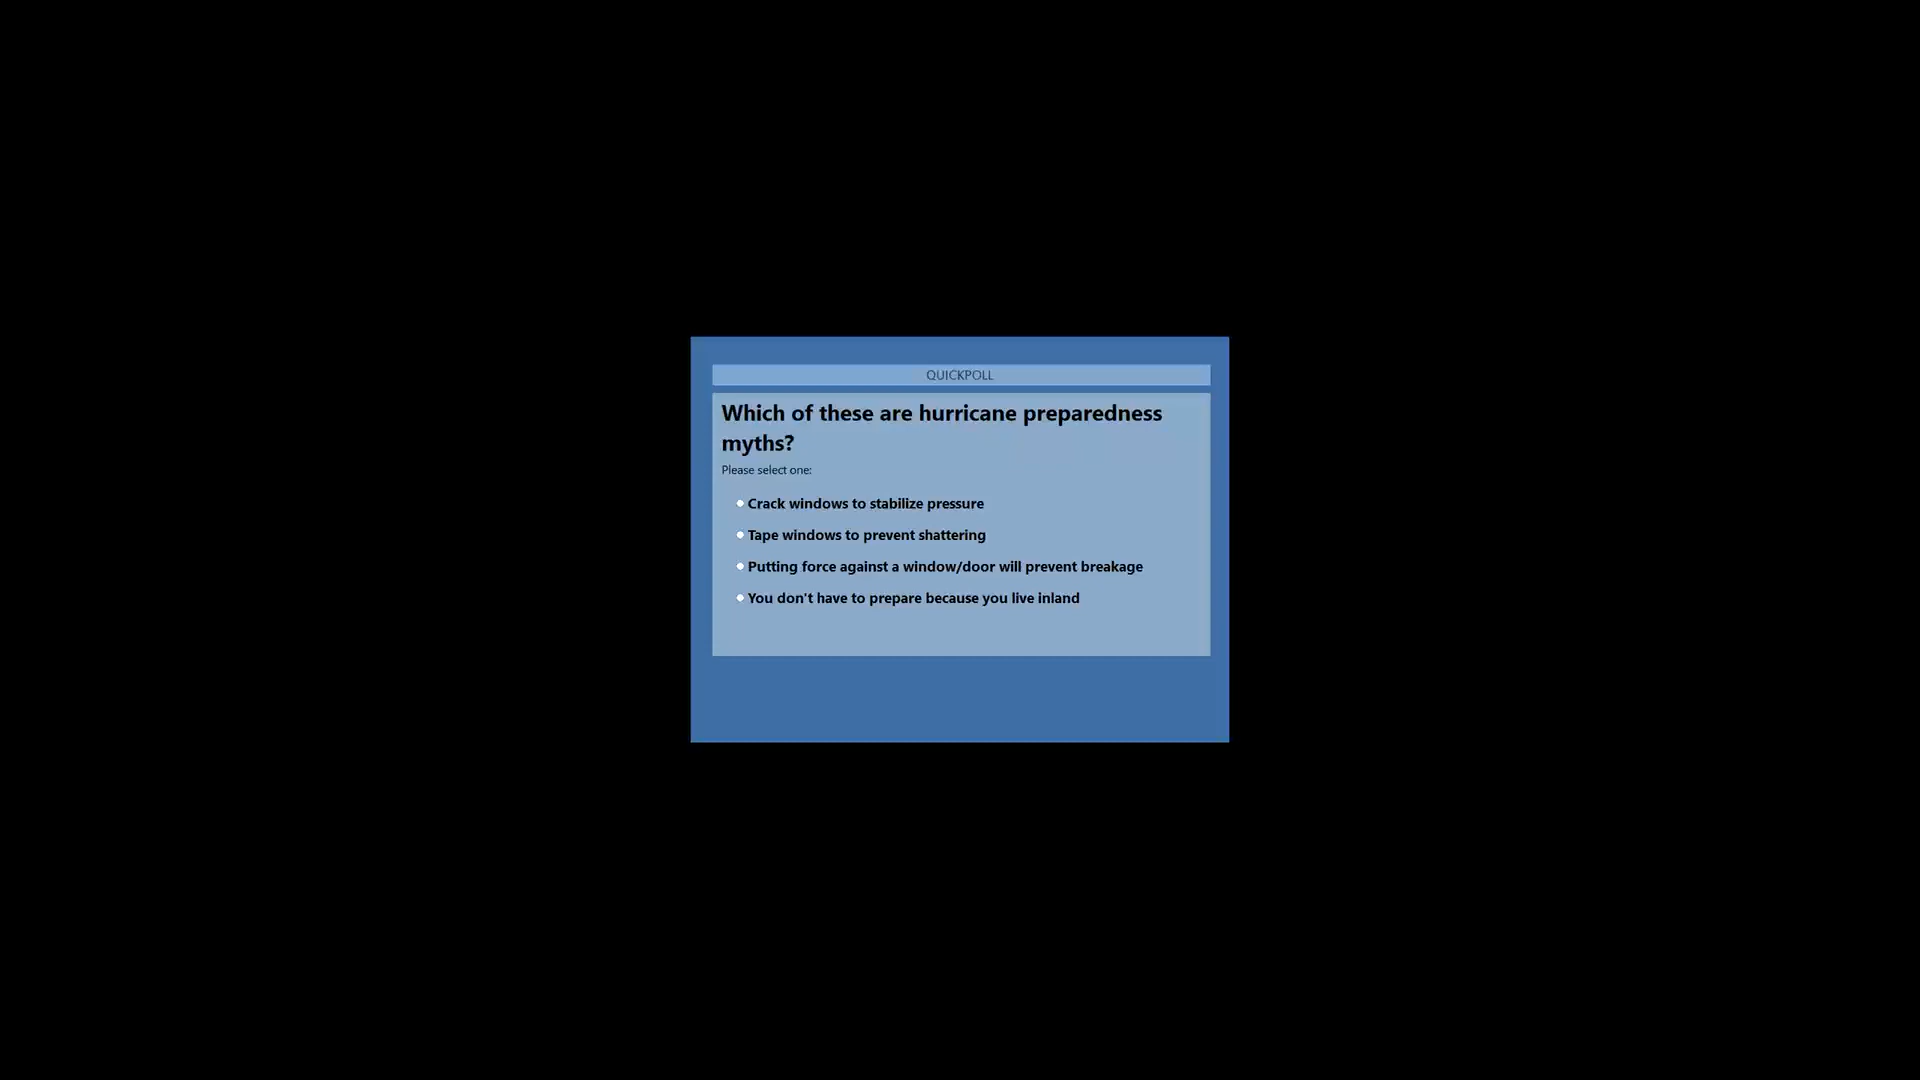 QUICKPOLL
Which of these are hurricane preparedness
myths?
Please select one:
Crack windows to stabilize pressure
Tape windows to prevent shattering
Putting force against a window/door will prevent breakage
You don't have to prepare because you live inland